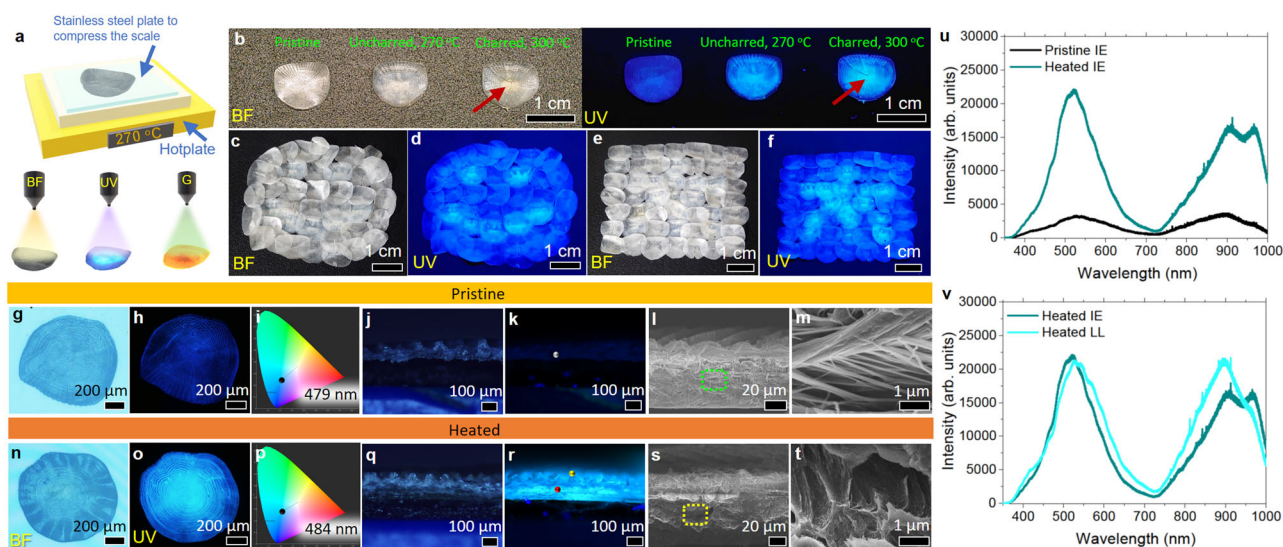 a
Stainless steel plate to
compress the scale
270 °C
Hotplate
BF
UV
G
b
Pristine
Uncharred, 270 °C
Charred, 300 °C
1 cm
BF
Pristine
Uncharred, 270 °C
Charred, 300 °C
1 cm
UV
c
BF
1 cm
d
UV
1 cm
e
BF
1 cm
f
UV
1 cm
Pristine
g
200 µm
h
200 µm
i
479 nm
j
100 µm
k
100 µm
l
20 µm
m
1 µm
Heated
n
BF
200 µm
o
UV
200 µm
p
484 nm
q
100 µm
r
100 µm
s
20 µm
t
1 µm
u
Pristine IE
Heated IE
Intensity (arb. units)
30000
25000
20000
15000
10000
5000
0
400 500 600 700 800 900 1000
Wavelength (nm)
v
Heated IE
Heated LL
Intensity (arb. units)
30000
25000
20000
15000
10000
5000
0
400 500 600 700 800 900 1000
Wavelength (nm)